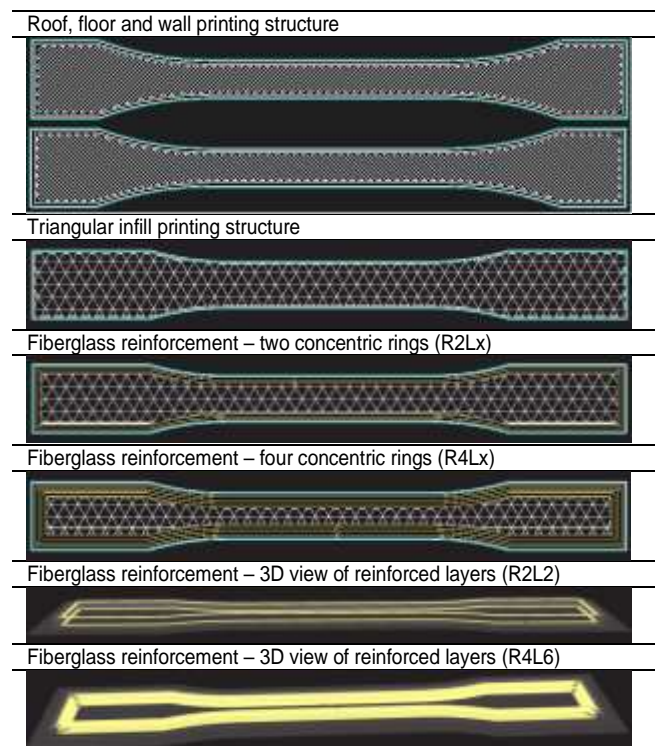 Roof, floor and wall printing structure
Triangular infill printing structure
Fiberglass reinforcement – two concentric rings (R2Lx)
Fiberglass reinforcement – four concentric rings (R4Lx)
Fiberglass reinforcement – 3D view of reinforced layers (R2L2)
Fiberglass reinforcement – 3D view of reinforced layers (R4L6)